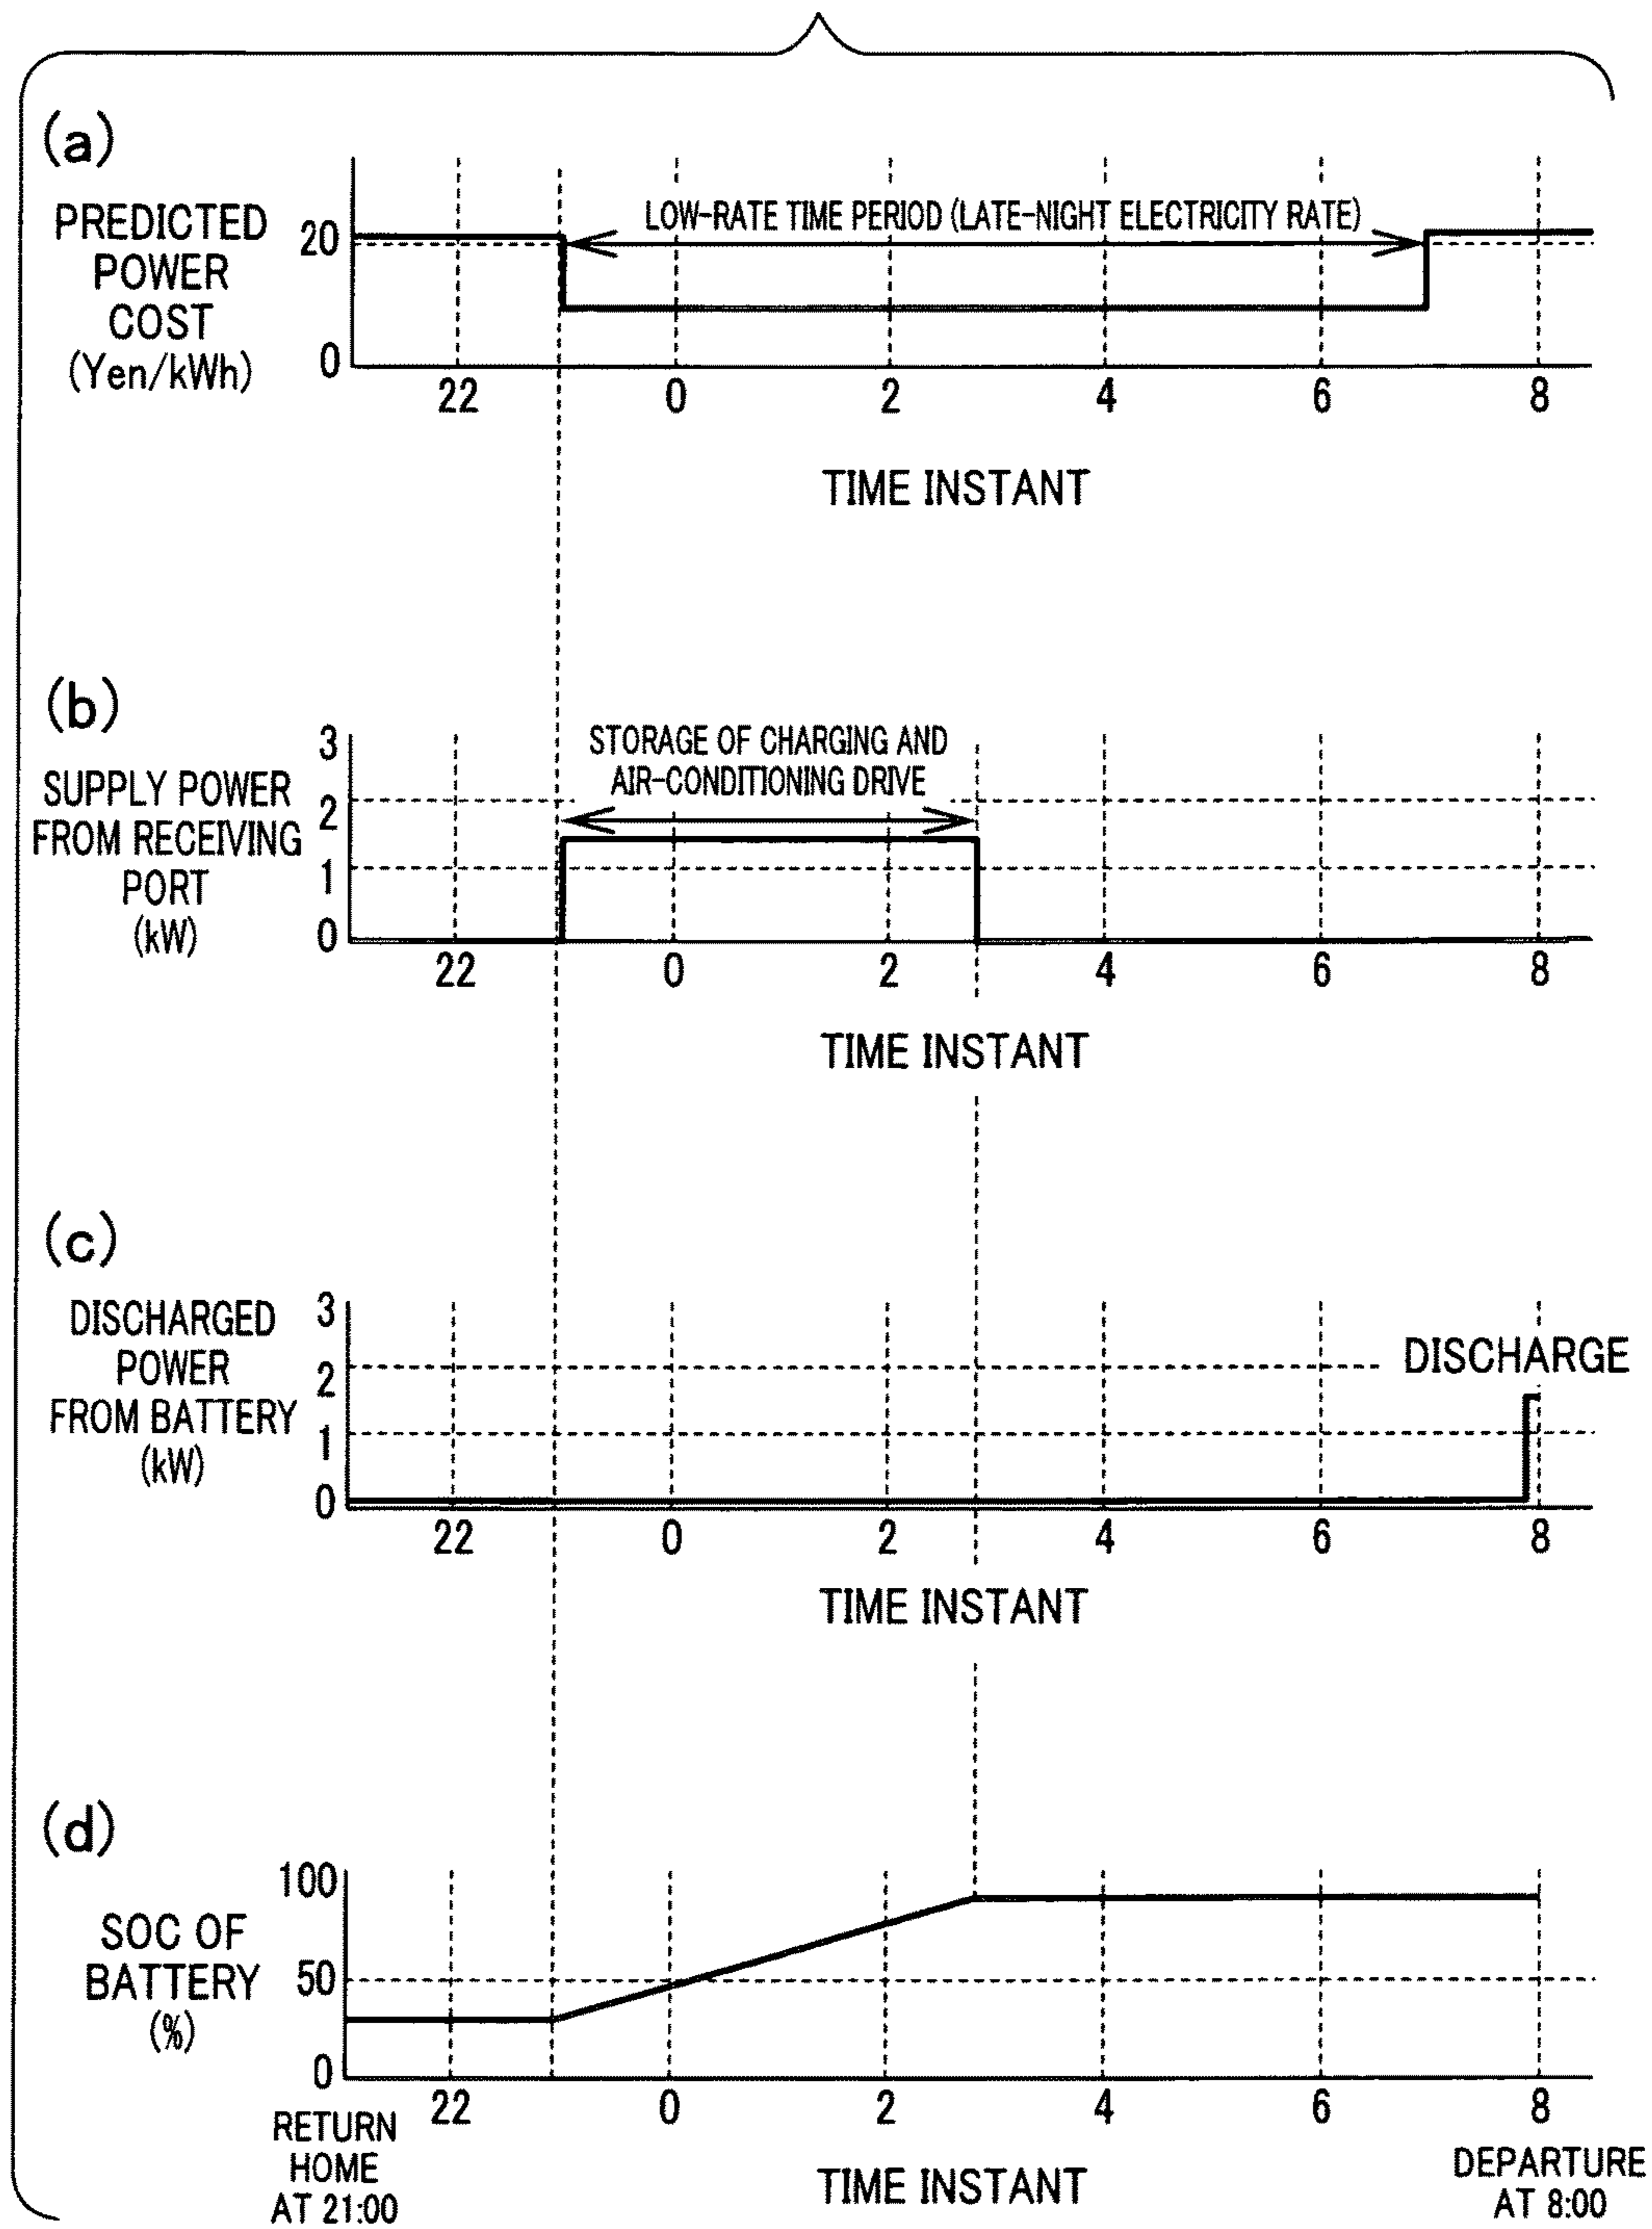 (a)
PREDICTED
POWER
COST
(Yen/kWh)
20
0
LOW-RATE TIME PERIOD (LATE-NIGHT ELECTRICITY RATE)
22 0 2 4 6 8
TIME INSTANT
(b)
SUPPLY POWER
FROM RECEIVING
PORT
(kW)
3
2
1
0
STORAGE OF CHARGING AND
AIR-CONDITIONING DRIVE
22 0 2 4 6 8
TIME INSTANT
(c)
DISCHARGED
POWER
FROM BATTERY
(kW)
3
2
1
0
DISCHARGE
22 0 2 4 6 8
TIME INSTANT
(d)
SOC OF
BATTERY
(%)
100
50
0
22 0 2 4 6 8
RETURN
HOME
AT 21:00
TIME INSTANT
DEPARTURE
AT 8:00